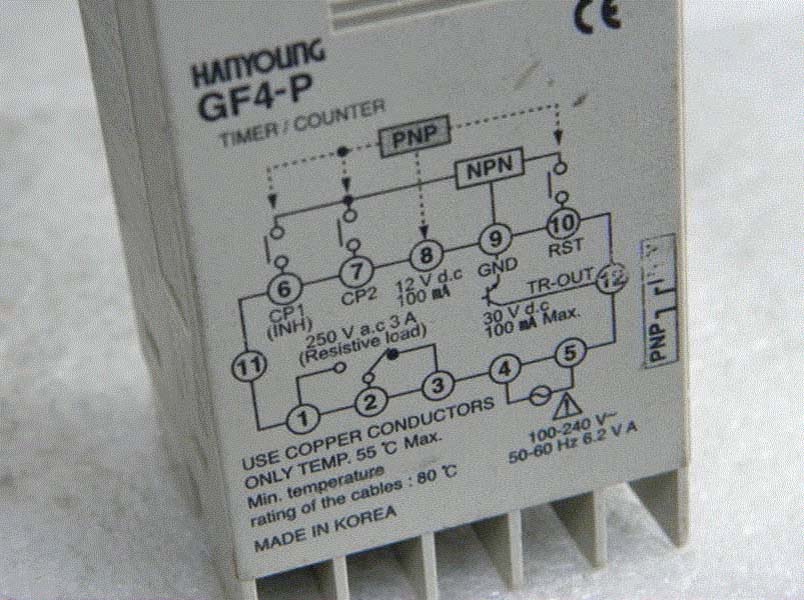 CE
HANYOUNG
GF4-P
TIMER / COUNTER
PNP
NPN
6
7
8
9
10
RST
CP1
(INH)
CP2
12 V d.c
100 mA
GND
TR-OUT
12
30 V d.c
100 mA Max.
250 V a.c 3 A
(Resistive load)
11
1
2
3
4
5
PNP
USE COPPER CONDUCTORS
ONLY TEMP. 55 ℃ Max.
Min. temperature
rating of the cables : 80 ℃
100-240 V~
50-60 Hz 6.2 V A
MADE IN KOREA